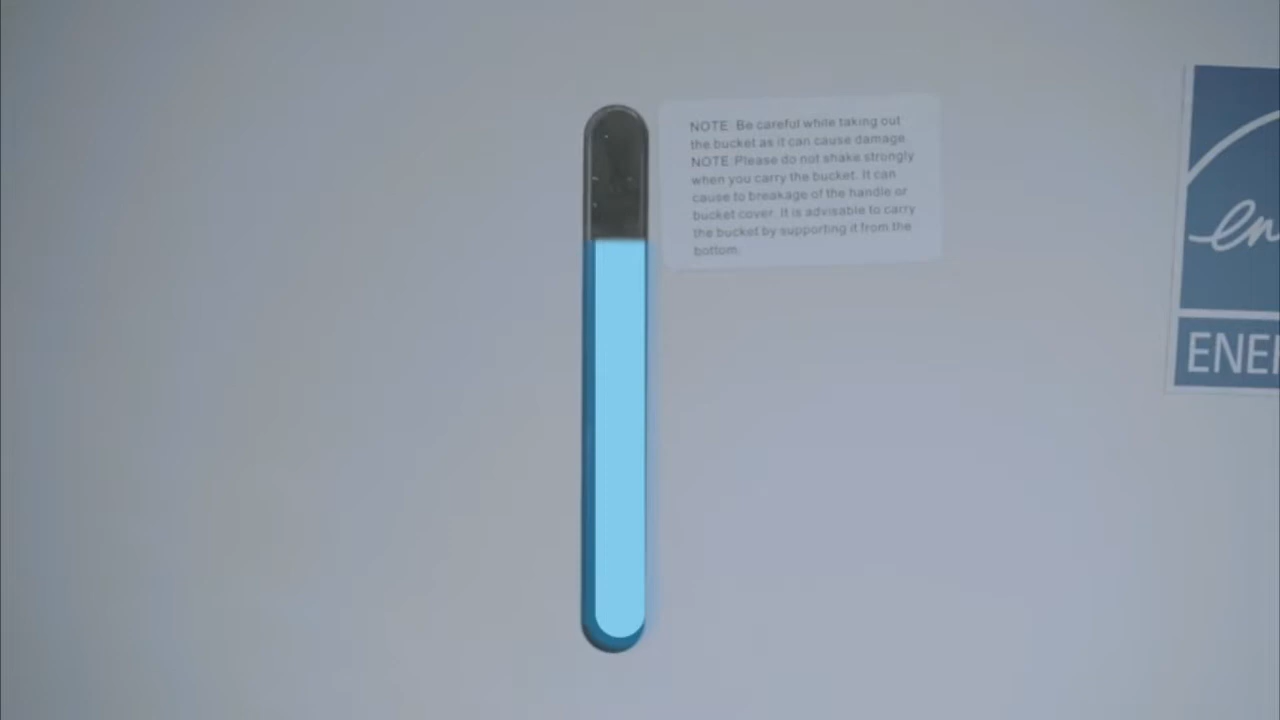 NOTE: Be careful while taking out
the bucket as it can cause damage.
NOTE:Please do not shake strongly
when you carry the bucket. It can
cause to breakage of the handle or
bucket cover. It is advisable to carry
the bucket by supporting it from the
bottom.
en
ENER